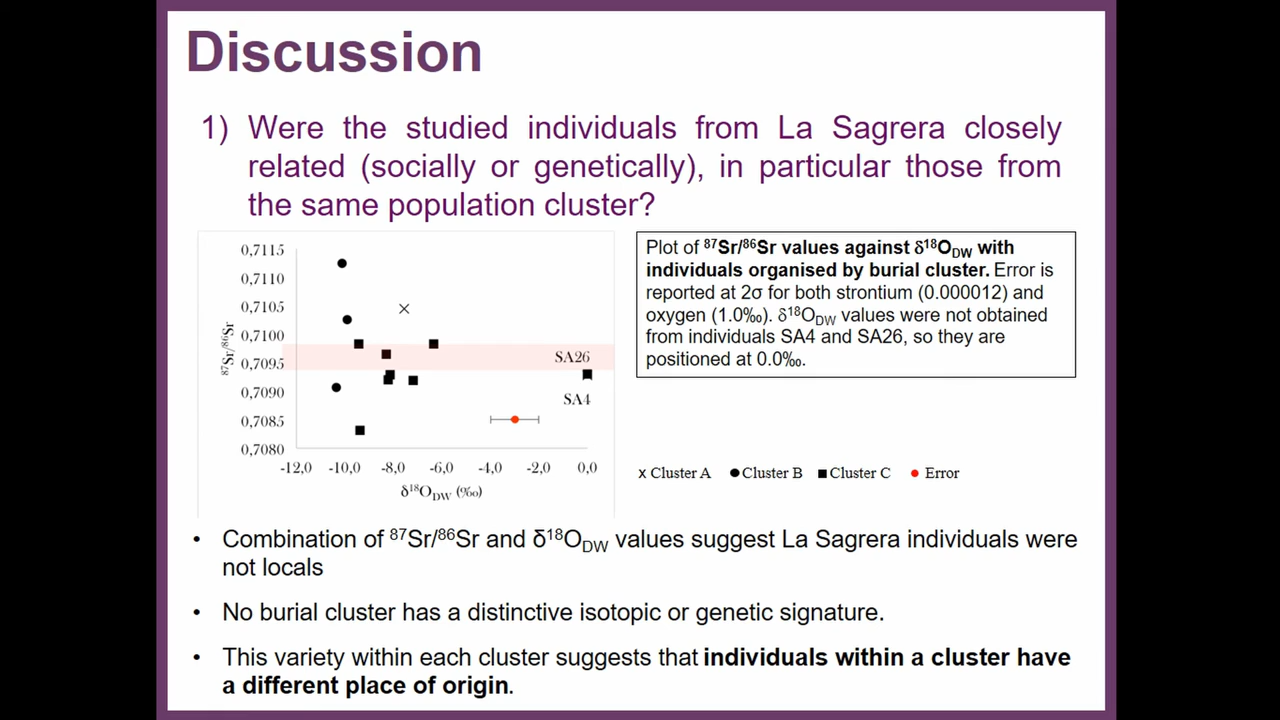 Discussion
1) Were the studied individuals from La Sagrera closely
related (socially or genetically), in particular those from
the same population cluster?
0,7115
0,7110
0,7105
0,7100
0,7095
0,7090
0,7085
0,7080
⁸⁷Sr/⁸⁶Sr
SA26
SA4
-12,0 -10,0 -8,0 -6,0 -4,0 -2,0 0,0
δ¹⁸O_DW (‰)
Plot of ⁸⁷Sr/⁸⁶Sr values against δ¹⁸O_DW with
individuals organised by burial cluster. Error is
reported at 2σ for both strontium (0.000012) and
oxygen (1.0‰). δ¹⁸O_DW values were not obtained
from individuals SA4 and SA26, so they are
positioned at 0.0‰.
x Cluster A ● Cluster B ■ Cluster C ● Error
• Combination of ⁸⁷Sr/⁸⁶Sr and δ¹⁸O_DW values suggest La Sagrera individuals were
not locals
• No burial cluster has a distinctive isotopic or genetic signature.
• This variety within each cluster suggests that individuals within a cluster have
a different place of origin.